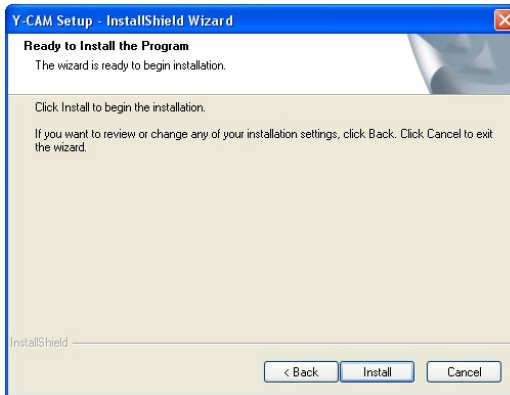 Y-CAM Setup - InstallShield Wizard
Ready to Install the Program
The wizard is ready to begin installation.
Click Install to begin the installation.
If you want to review or change any of your installation settings, click Back. Click Cancel to exit
the wizard.
InstallShield
< Back Install Cancel